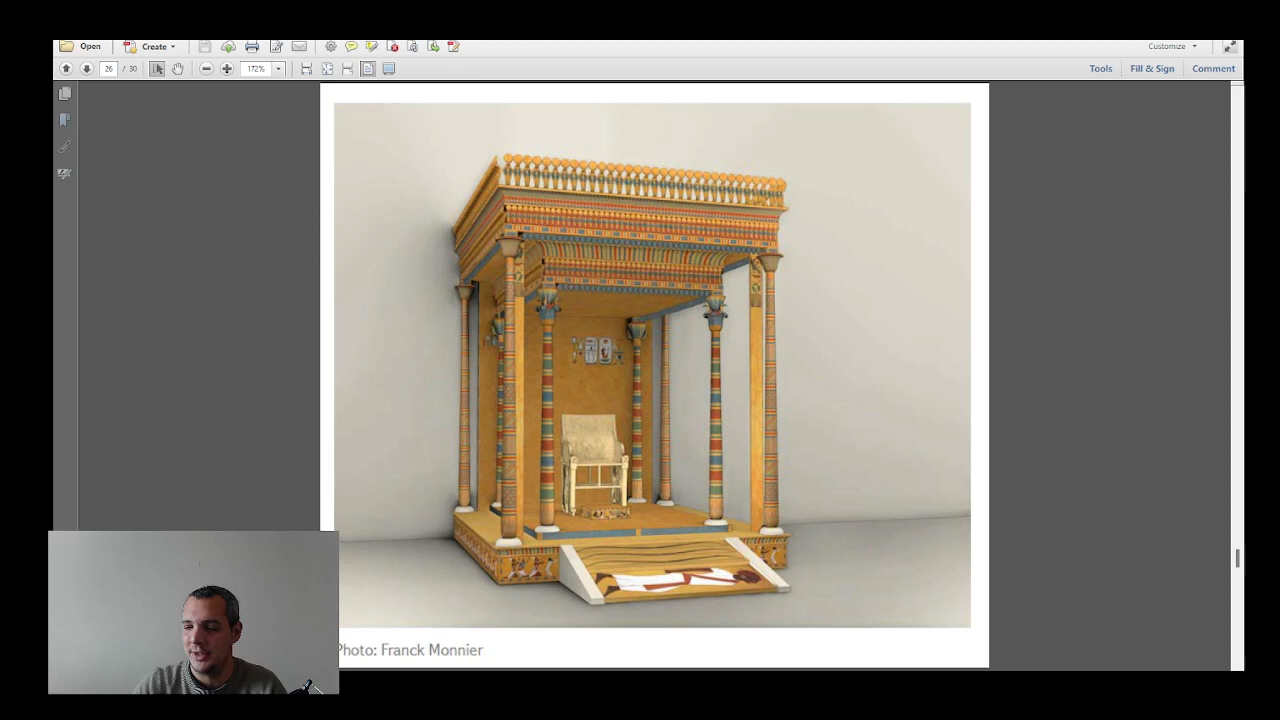 Open
Create
Customize
26 / 30
172%
Tools
Fill & Sign
Comment
Photo: Franck Monnier